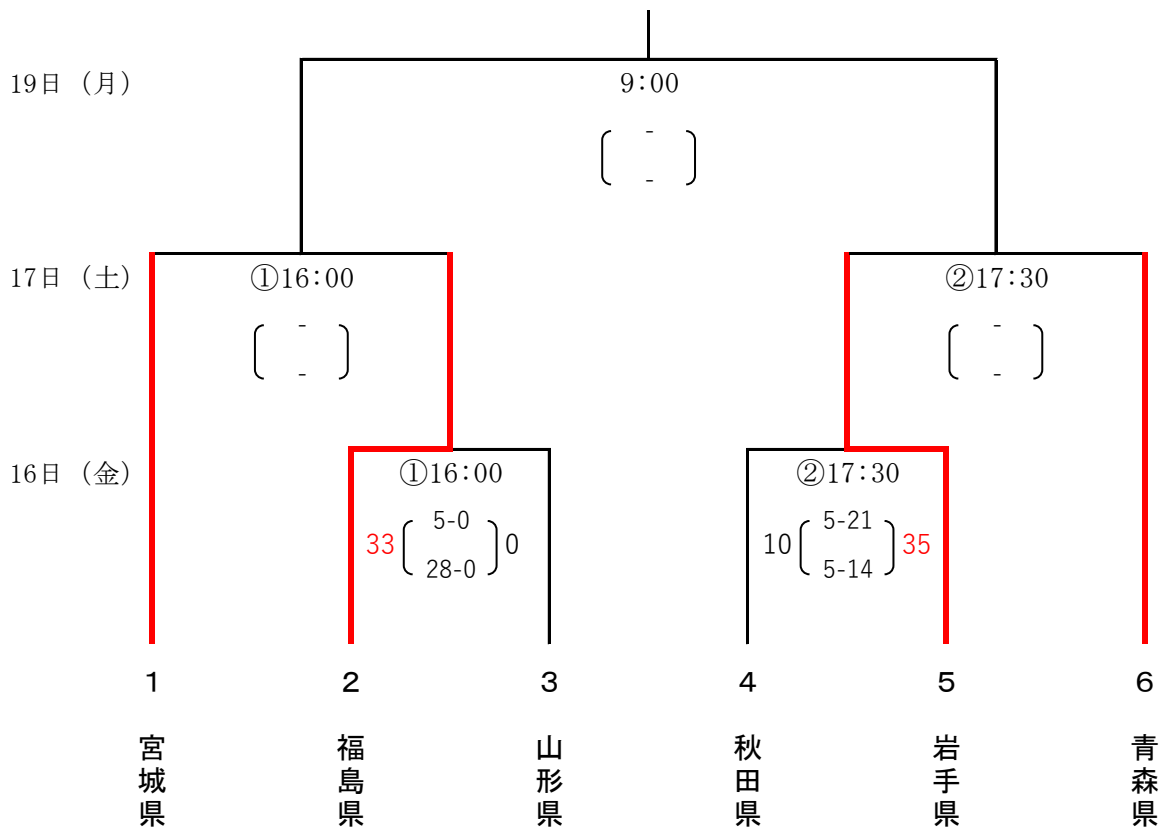 19日（月）
9:00
-
-
17日（土）
①16:00
②17:30
-
-
-
-
16日（金）
①16:00
②17:30
33
5-0
28-0
0
10
5-21
5-14
35
1
2
3
4
5
6
宮城県
福島県
山形県
秋田県
岩手県
青森県